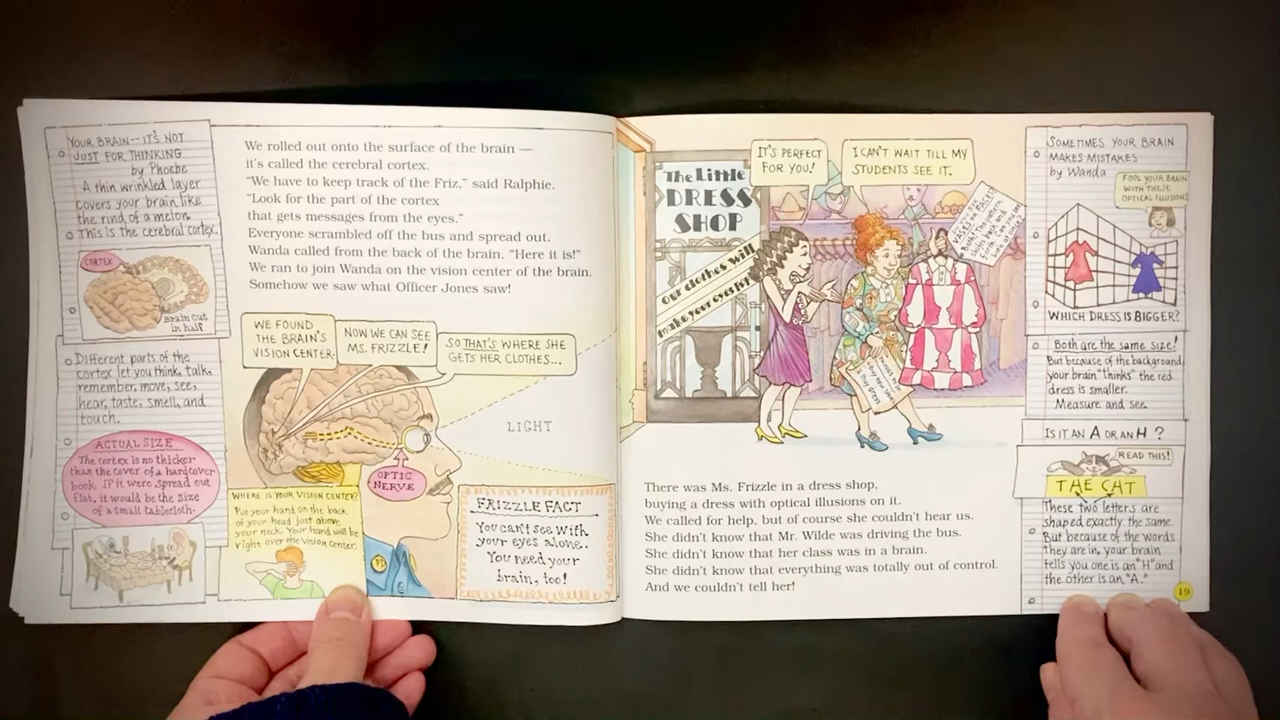 YOUR BRAIN--IT'S NOT
JUST FOR THINKING
by Phoebe
A thin wrinkled layer
covers your brain like
the rind of a melon.
This is the cerebral cortex.
CORTEX
Brain cut
in half
Different parts of the
cortex let you think, talk,
remember, move, see,
hear, taste, smell, and
touch.
ACTUAL SIZE
The cortex is no thicker
than the cover of a hardcover
book. If it were spread out
flat, it would be the size
of a small tablecloth.
We rolled out onto the surface of the brain —
it's called the cerebral cortex.
"We have to keep track of the Friz," said Ralphie.
"Look for the part of the cortex
that gets messages from the eyes."
Everyone scrambled off the bus and spread out.
Wanda called from the back of the brain, "Here it is!"
We ran to join Wanda on the vision center of the brain.
Somehow we saw what Officer Jones saw!
WE FOUND
THE BRAIN'S
VISION CENTER.
NOW WE CAN SEE
MS. FRIZZLE!
SO THAT'S WHERE SHE
GETS HER CLOTHES...
LIGHT
OPTIC
NERVE
WHERE IS YOUR VISION CENTER?
Put your hand on the back
of your head just above
your neck. Your hand will be
right over the vision center.
FRIZZLE FACT
You can't see with
your eyes alone.
You need your
brain, too!
The Little
DRESS
SHOP
Our clothes will
make your eyes pop
IT'S PERFECT
FOR YOU!
I CAN'T WAIT TILL MY
STUDENTS SEE IT.
There was Ms. Frizzle in a dress shop,
buying a dress with optical illusions on it.
We called for help, but of course she couldn't hear us.
She didn't know that Mr. Wilde was driving the bus.
She didn't know that her class was in a brain.
She didn't know that everything was totally out of control.
And we couldn't tell her!
SOMETIMES YOUR BRAIN
MAKES MISTAKES
by Wanda
FOOL YOUR BRAIN
WITH THESE
OPTICAL ILLUSIONS
WHICH DRESS IS BIGGER?
Both are the same size!
But because of the background,
your brain "thinks" the red
dress is smaller.
Measure and see.
IS IT AN A OR AN H ?
READ THIS!
THE CAT
These two letters are
shaped exactly the same.
But because of the words
they are in, your brain
tells you one is an "H" and
the other is an "A."
19